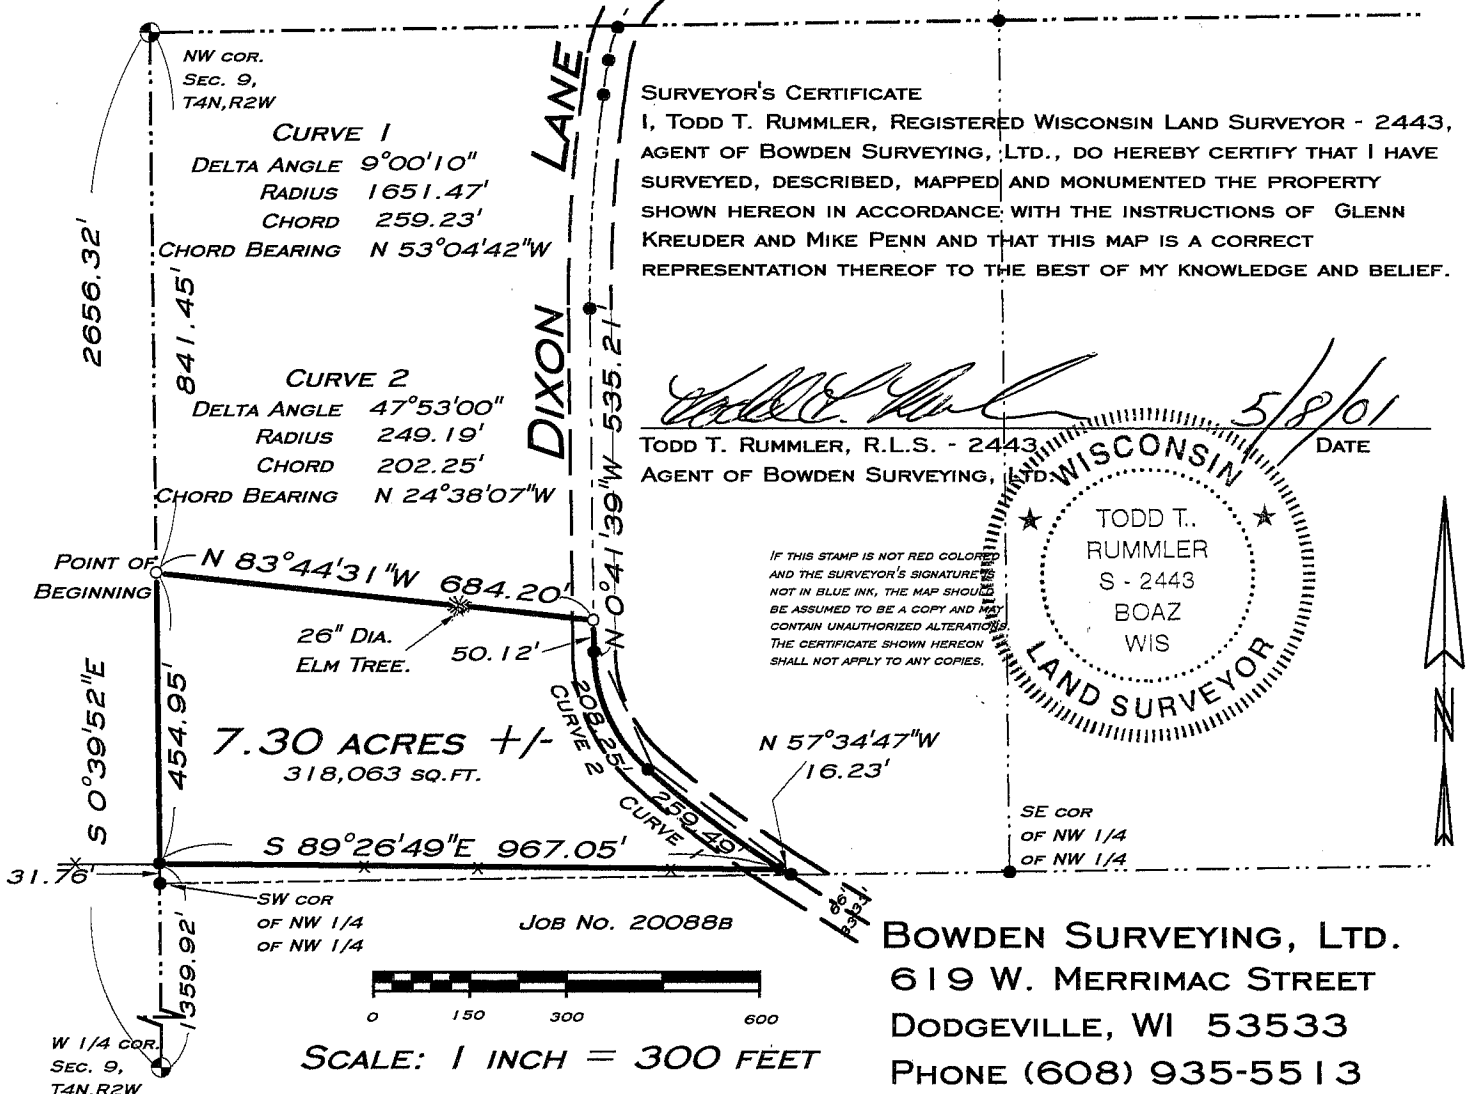 NW COR.
SEC. 9,
T4N,R2W
CURVE 1
DELTA ANGLE 9°00'10"
RADIUS 1651.47'
CHORD 259.23'
CHORD BEARING N 53°04'42"W
2656.32'
841.45'
CURVE 2
DELTA ANGLE 47°53'00"
RADIUS 249.19'
CHORD 202.25'
CHORD BEARING N 24°38'07"W
DIXON LANE
N 0°41'39"W 535.21'
SURVEYOR'S CERTIFICATE
I, TODD T. RUMMLER, REGISTERED WISCONSIN LAND SURVEYOR - 2443,
AGENT OF BOWDEN SURVEYING, LTD., DO HEREBY CERTIFY THAT I HAVE
SURVEYED, DESCRIBED, MAPPED AND MONUMENTED THE PROPERTY
SHOWN HEREON IN ACCORDANCE WITH THE INSTRUCTIONS OF GLENN
KREUDER AND MIKE PENN AND THAT THIS MAP IS A CORRECT
REPRESENTATION THEREOF TO THE BEST OF MY KNOWLEDGE AND BELIEF.
5/8/01
TODD T. RUMMLER, R.L.S. - 2443 DATE
AGENT OF BOWDEN SURVEYING, LTD.
WISCONSIN
TODD T..
RUMMLER
S - 2443
BOAZ
WIS
LAND SURVEYOR
IF THIS STAMP IS NOT RED COLORED
AND THE SURVEYOR'S SIGNATURE IS
NOT IN BLUE INK, THE MAP SHOULD
BE ASSUMED TO BE A COPY AND MAY
CONTAIN UNAUTHORIZED ALTERATIONS.
THE CERTIFICATE SHOWN HEREON
SHALL NOT APPLY TO ANY COPIES.
N
POINT OF
BEGINNING
N 83°44'31"W 684.20'
26" DIA.
ELM TREE.
50.12'
S 0°39'52"E
454.95'
7.30 ACRES +/-
318,063 SQ.FT.
208.25'
CURVE 2
259.49'
CURVE 1
N 57°34'47"W
16.23'
S 89°26'49"E 967.05'
31.76'
SW COR
OF NW 1/4
OF NW 1/4
SE COR
OF NW 1/4
OF NW 1/4
66'
33'
33'
1359.92'
W 1/4 COR.
SEC. 9,
T4N,R2W
JOB NO. 20088B
0 150 300 600
SCALE: 1 INCH = 300 FEET
BOWDEN SURVEYING, LTD.
619 W. MERRIMAC STREET
DODGEVILLE, WI 53533
PHONE (608) 935-5513